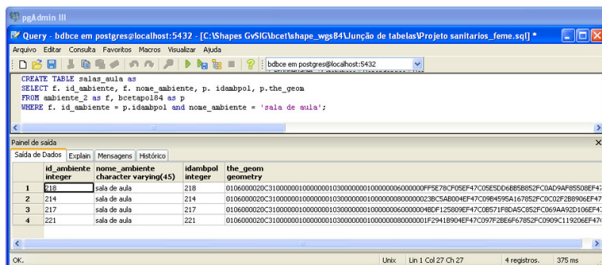 pgAdmin III
Query - bdbce em postgres@localhost:5432 - [C:\Shapes GvSIG\bcet\shape_wgs84\Junção de tabelas\Projeto sanitarios_feme.sql] *
Arquivo Editar Consulta Favoritos Macros Visualizar Ajuda
bdbce em postgres@localhost:5432
CREATE TABLE salas_aula as
SELECT f. id_ambiente, f. nome_ambiente, p. idambpol, p.the_geom
FROM ambiente_2 as f, bcetapol84 as p
WHERE f. id_ambiente = p.idambpol and nome_ambiente = 'sala de aula';
Painel de saída
Saída de Dados Explain Mensagens Histórico
id_ambiente nome_ambiente idambpol the_geom
integer character varying(45) integer geometry
1 218 sala de aula 218
2 214 sala de aula 214
3 217 sala de aula 217
4 221 sala de aula 221
OK. Unix Lin 1 Col 27 Ch 27 4 registros. 375 ms